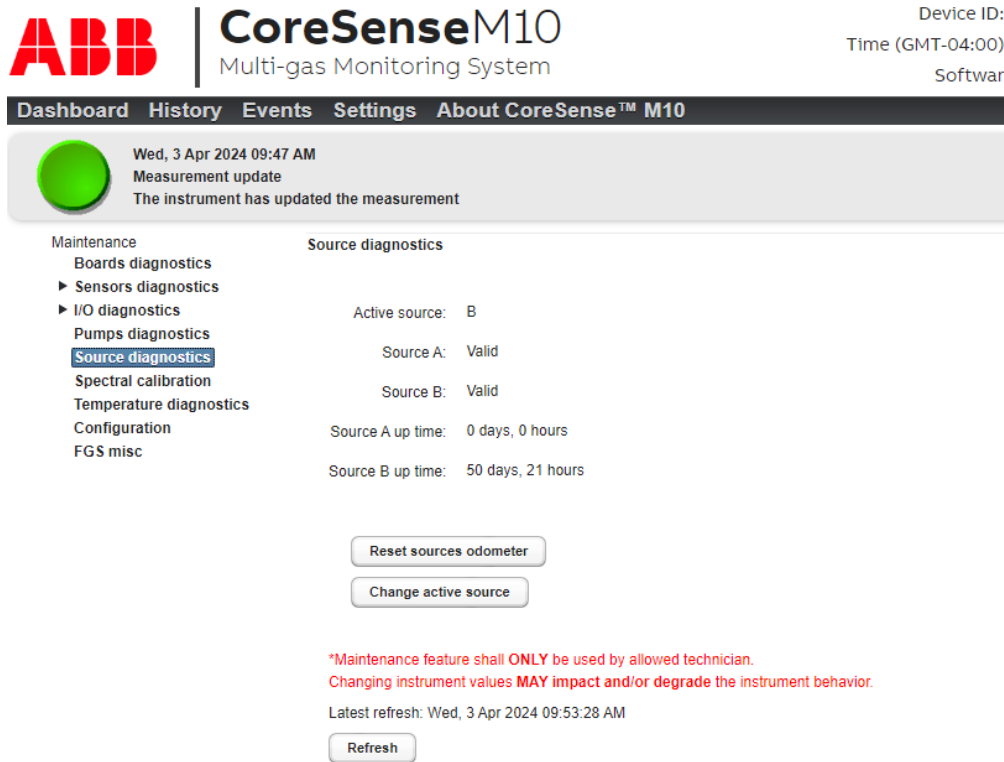 ABB
CoreSenseM10
Multi-gas Monitoring System
Device ID:
Time (GMT-04:00)
Softwar
Dashboard History Events Settings About CoreSense™ M10
Wed, 3 Apr 2024 09:47 AM
Measurement update
The instrument has updated the measurement
Maintenance
Boards diagnostics
Sensors diagnostics
I/O diagnostics
Pumps diagnostics
Source diagnostics
Spectral calibration
Temperature diagnostics
Configuration
FGS misc
Source diagnostics
Active source: B
Source A: Valid
Source B: Valid
Source A up time: 0 days, 0 hours
Source B up time: 50 days, 21 hours
Reset sources odometer
Change active source
*Maintenance feature shall ONLY be used by allowed technician.
Changing instrument values MAY impact and/or degrade the instrument behavior.
Latest refresh: Wed, 3 Apr 2024 09:53:28 AM
Refresh